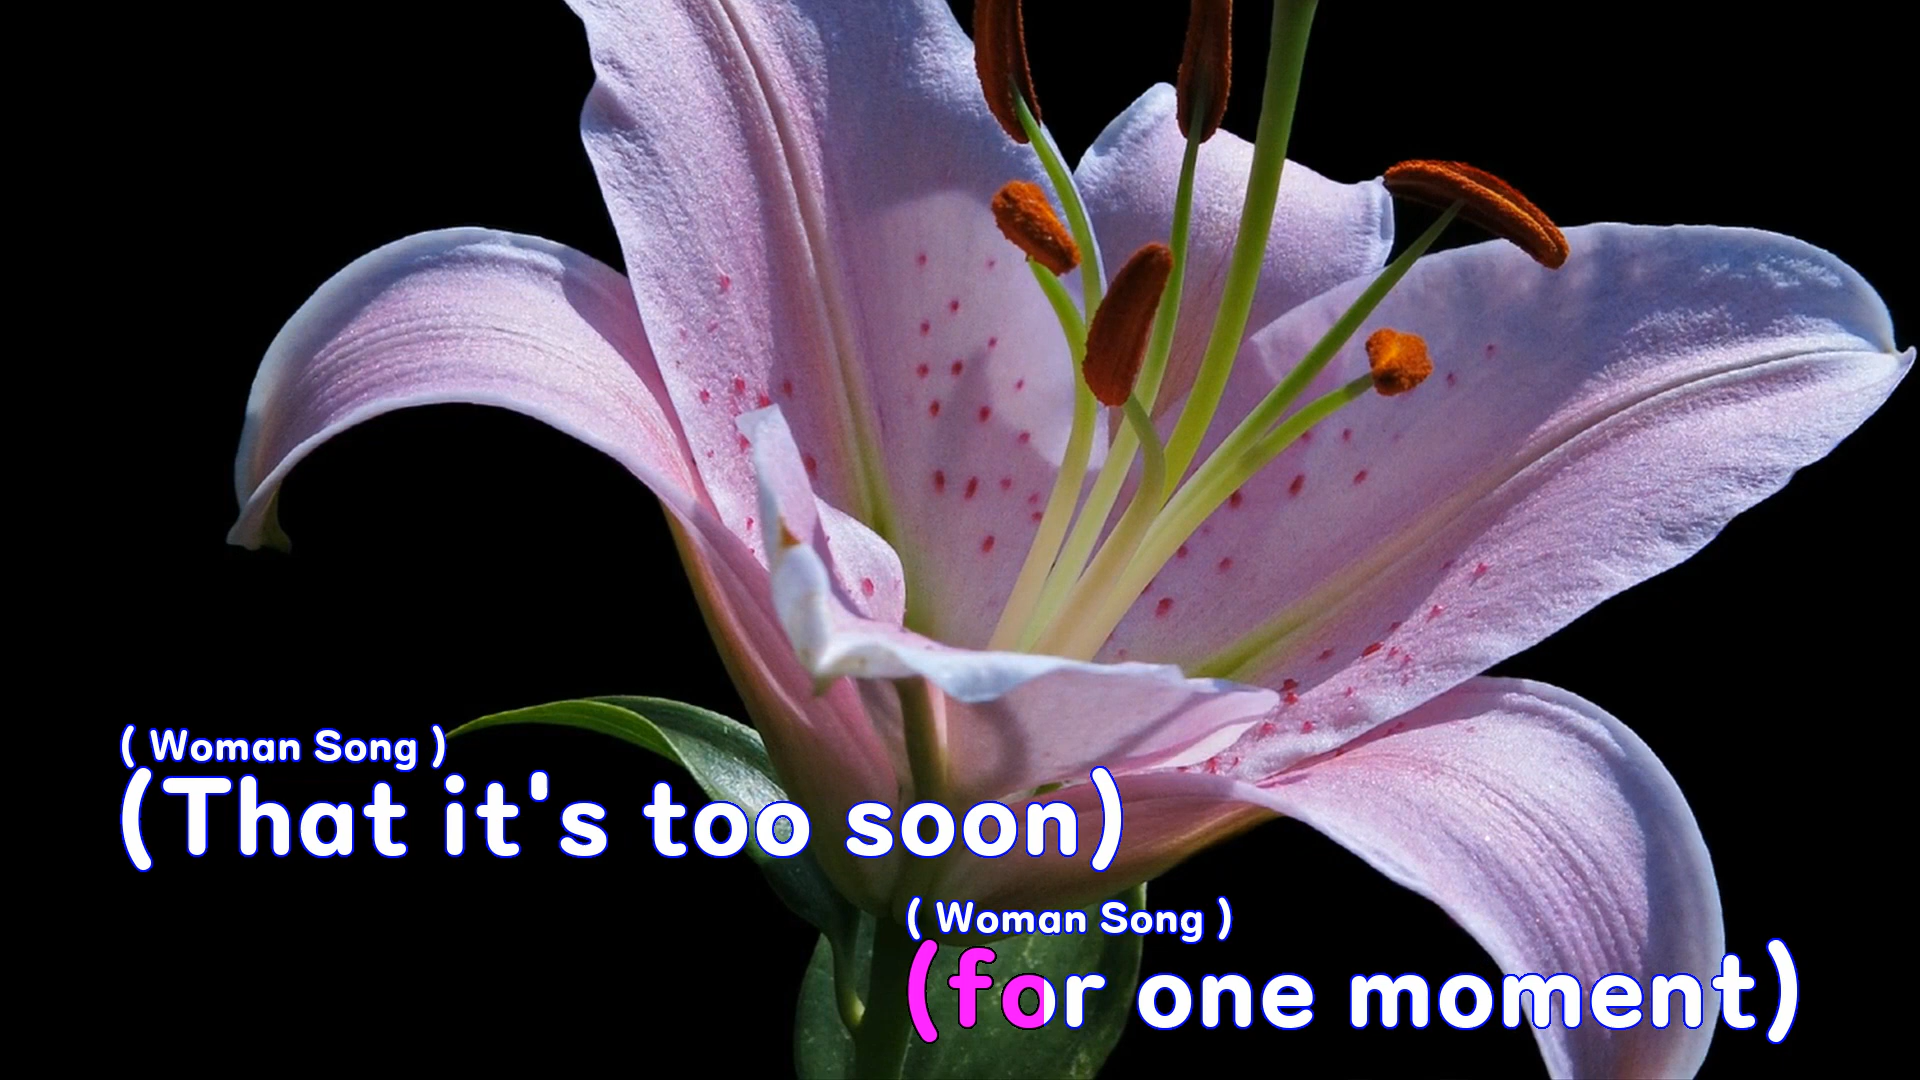 ( Woman Song )
(That it's too soon)
( Woman Song )
(for one moment)